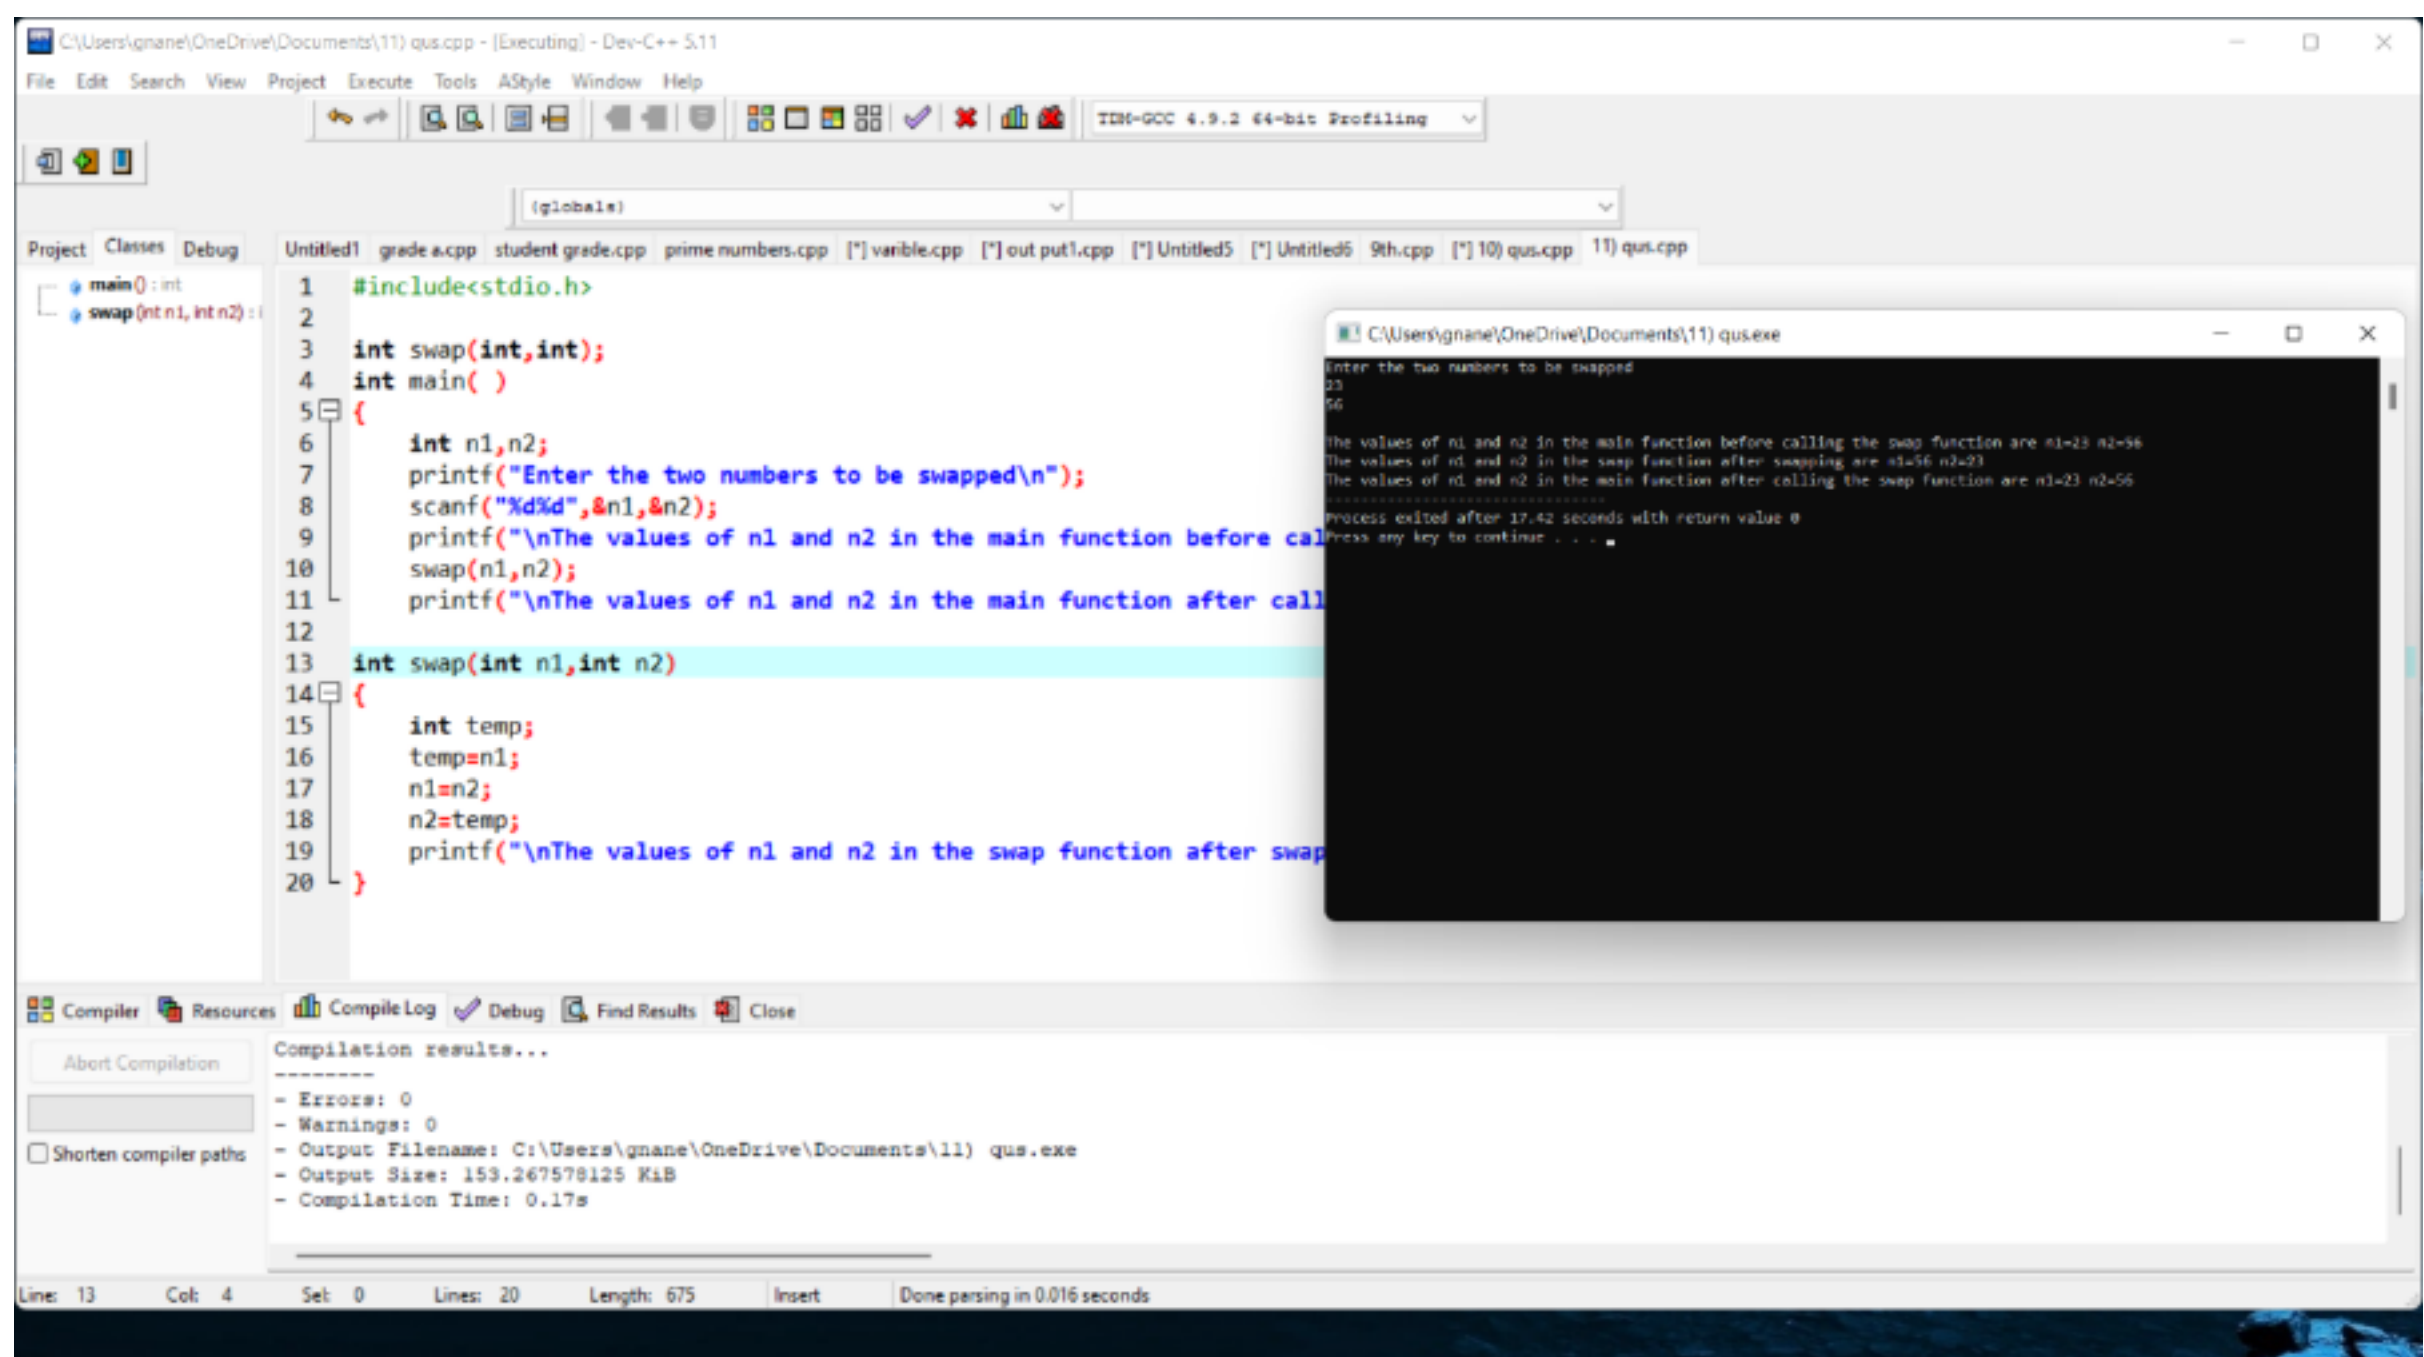 C:\Users\gnane\OneDrive\Documents\11) qus.cpp - [Executing] - Dev-C++ 5.11
File Edit Search View Project Execute Tools AStyle Window Help
TDM-GCC 4.9.2 64-bit Profiling
(globals)
Project Classes Debug
Untitled1 grade a.cpp student grade.cpp prime numbers.cpp [*] varible.cpp [*] out put1.cpp [*] Untitled5 [*] Untitled6 9th.cpp [*] 10) qus.cpp 11) qus.cpp
main () : int
swap (int n1, int n2) : i
1 #include<stdio.h>
2
3 int swap(int,int);
4 int main( )
5 {
6 int n1,n2;
7 printf("Enter the two numbers to be swapped\n");
8 scanf("%d%d",&n1,&n2);
9 printf("\nThe values of n1 and n2 in the main function before cal
10 swap(n1,n2);
11 printf("\nThe values of n1 and n2 in the main function after call
12
13 int swap(int n1,int n2)
14 {
15 int temp;
16 temp=n1;
17 n1=n2;
18 n2=temp;
19 printf("\nThe values of n1 and n2 in the swap function after swap
20 }
C:\Users\gnane\OneDrive\Documents\11) qus.exe
Enter the two numbers to be swapped
23
56
The values of n1 and n2 in the main function before calling the swap function are n1=23 n2=56
The values of n1 and n2 in the swap function after swapping are n1=56 n2=23
The values of n1 and n2 in the main function after calling the swap function are n1=23 n2=56
--------------------------------
Process exited after 17.42 seconds with return value 0
Press any key to continue . . .
Compiler Resources Compile Log Debug Find Results Close
Abort Compilation
Shorten compiler paths
Compilation results...
--------
- Errors: 0
- Warnings: 0
- Output Filename: C:\Users\gnane\OneDrive\Documents\11) qus.exe
- Output Size: 153.267578125 KiB
- Compilation Time: 0.17s
Line: 13 Col: 4 Sel: 0 Lines: 20 Length: 675 Insert Done parsing in 0.016 seconds